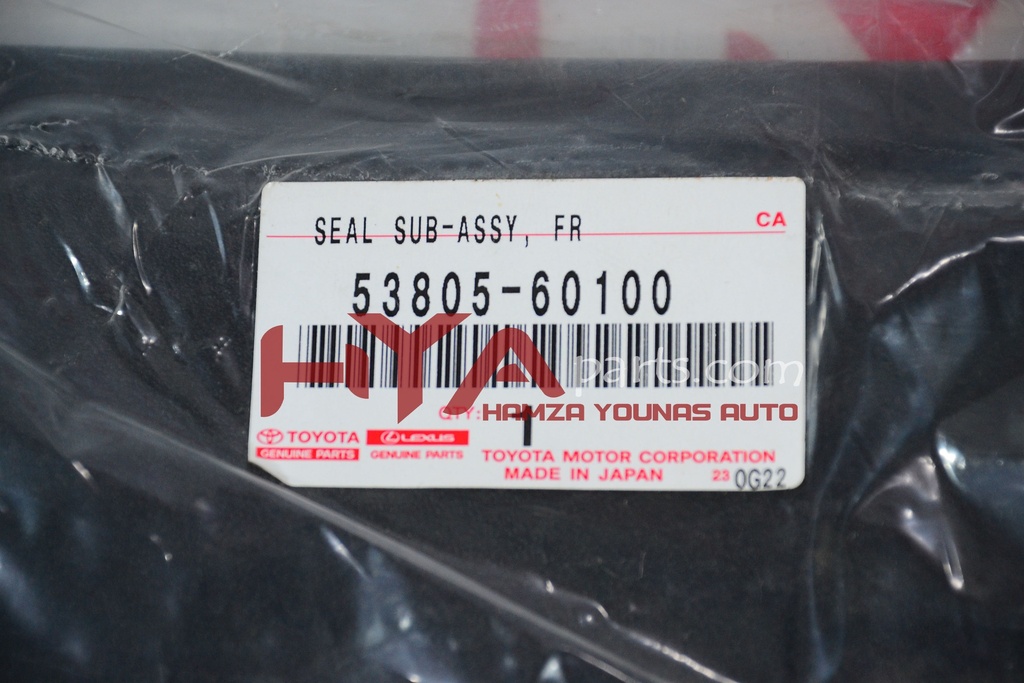 SEAL SUB-ASSY, FR
CA
53805-60100
HYA parts.com
QTY: 1
HAMZA YOUNAS AUTO
TOYOTA
GENUINE PARTS
LEXUS
GENUINE PARTS
TOYOTA MOTOR CORPORATION
MADE IN JAPAN
23 0G22